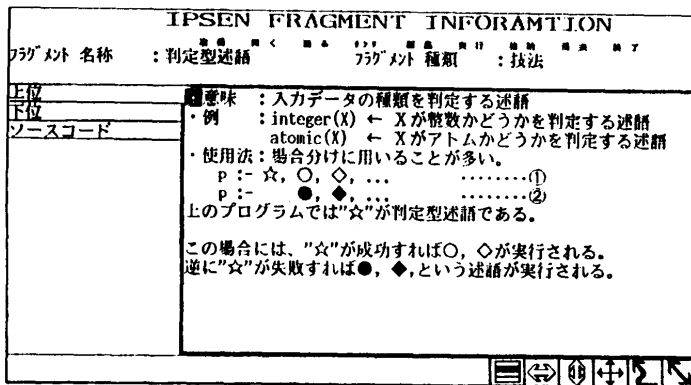 IPSEN FRAGMENT INFORAMTION
開く
実行
終了
フラグメント 名称 : 判定型述語 フラグメント 種類 : 技法
上位
下位
ソースコード
意味 : 入力データの種類を判定する述語
・例 : integer(X) ← Xが整数かどうかを判定する述語
atomic(X) ← Xがアトムかどうかを判定する述語
・使用法 : 場合分けに用いることが多い。
p :- ☆, ○, ◇, ... ………①
p :- ●, ◆, ... ………②
上のプログラムでは"☆"が判定型述語である。
この場合には、"☆"が成功すれば○, ◇が実行される。
逆に"☆"が失敗すれば●, ◆,という述語が実行される。